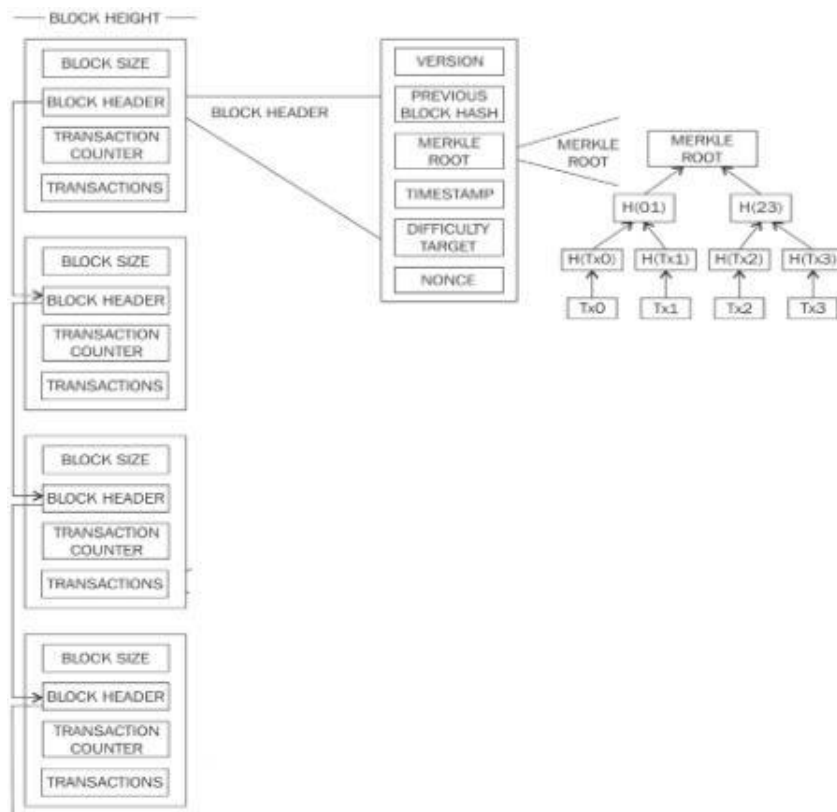 BLOCK HEIGHT
BLOCK SIZE
BLOCK HEADER
TRANSACTION
COUNTER
TRANSACTIONS
BLOCK HEADER
VERSION
PREVIOUS
BLOCK HASH
MERKLE
ROOT
TIMESTAMP
DIFFICULTY
TARGET
NONCE
MERKLE
ROOT
MERKLE
ROOT
H(01) H(23)
H(Tx0) H(Tx1) H(Tx2) H(Tx3)
Tx0 Tx1 Tx2 Tx3
BLOCK SIZE
BLOCK HEADER
TRANSACTION
COUNTER
TRANSACTIONS
BLOCK SIZE
BLOCK HEADER
TRANSACTION
COUNTER
TRANSACTIONS
BLOCK SIZE
BLOCK HEADER
TRANSACTION
COUNTER
TRANSACTIONS